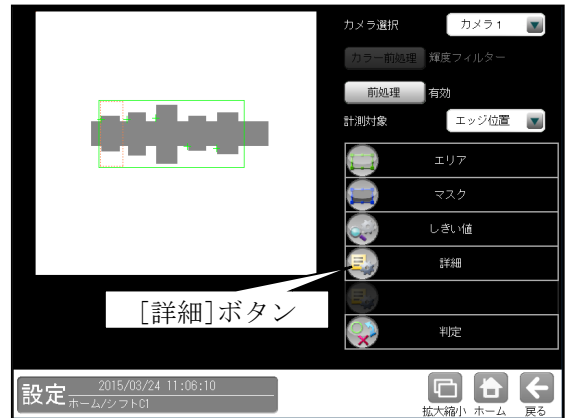 カメラ選択
カメラ1
カラー前処理
輝度フィルター
前処理
有効
計測対象
エッジ位置
エリア
マスク
しきい値
詳細
[詳細]ボタン
判定
設定
2015/03/24 11:06:10
ホーム/シフトC1
拡大縮小
ホーム
戻る